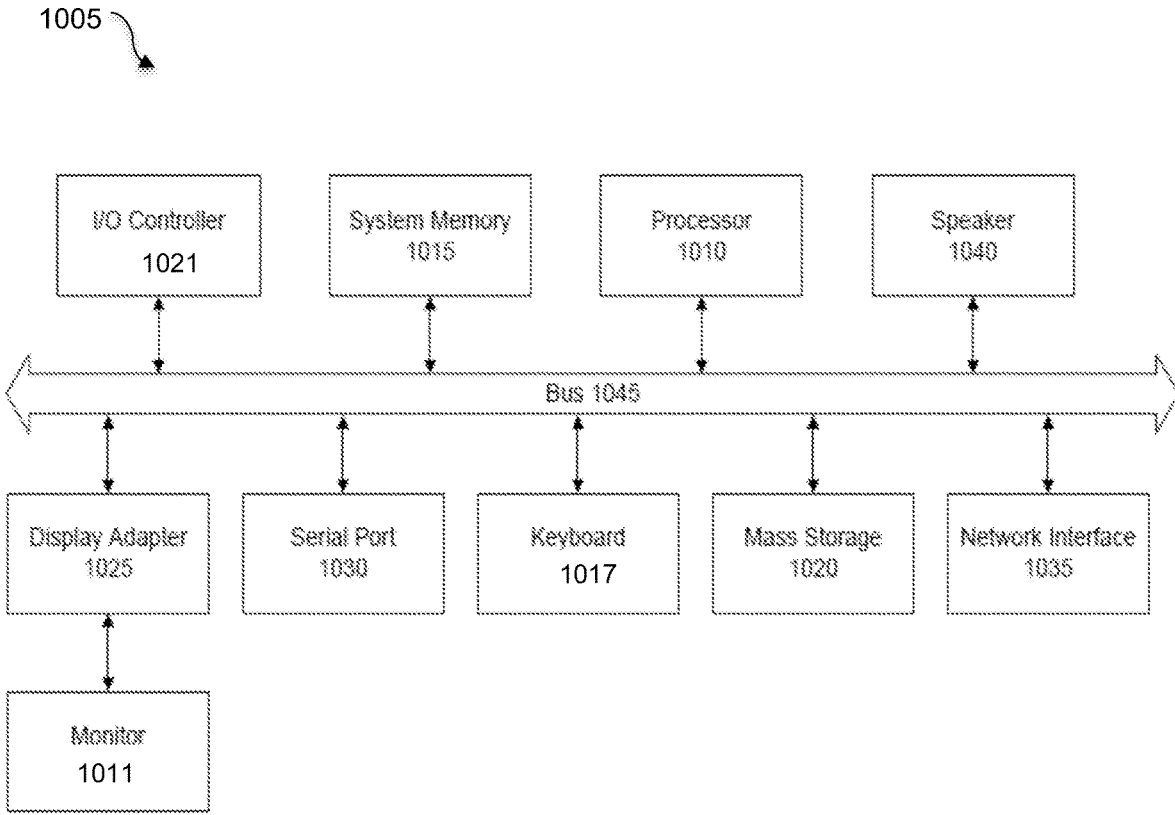 1005
I/O Controller
1021
System Memory
1015
Processor
1010
Speaker
1040
Bus 1045
Display Adapler
1025
Serial Port
1030
Keyboard
1017
Mass Storage
1020
Network Interface
1035
Monitor
1011